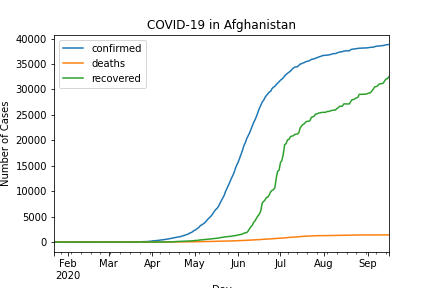 COVID-19 in Afghanistan
confirmed
deaths
recovered
Number of Cases
40000
35000
30000
25000
20000
15000
10000
5000
0
Feb Mar Apr May Jun Jul Aug Sep
2020